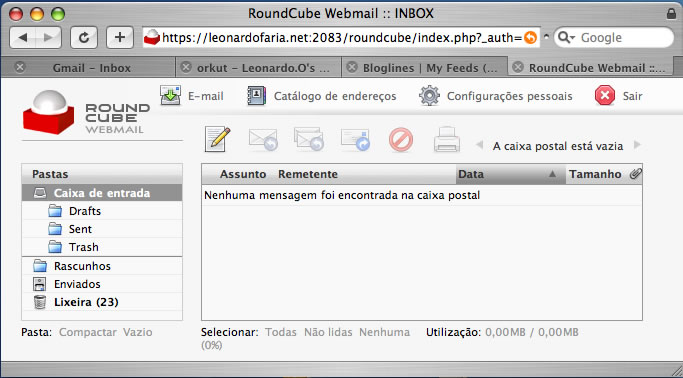 RoundCube Webmail :: INBOX
https://leonardofaria.net:2083/roundcube/index.php?_auth= Google
Gmail – Inbox orkut – Leonardo.O's ... Bloglines | My Feeds (... RoundCube Webmail ::...
ROUND CUBE WEBMAIL
E-mail Catálogo de endereços Configurações pessoais Sair
A caixa postal está vazia
Pastas
Caixa de entrada
Drafts
Sent
Trash
Rascunhos
Enviados
Lixeira (23)
Assunto Remetente Data Tamanho
Nenhuma mensagem foi encontrada na caixa postal
Pasta: Compactar Vazio
Selecionar: Todas Não lidas Nenhuma Utilização: 0,00MB / 0,00MB
(0%)